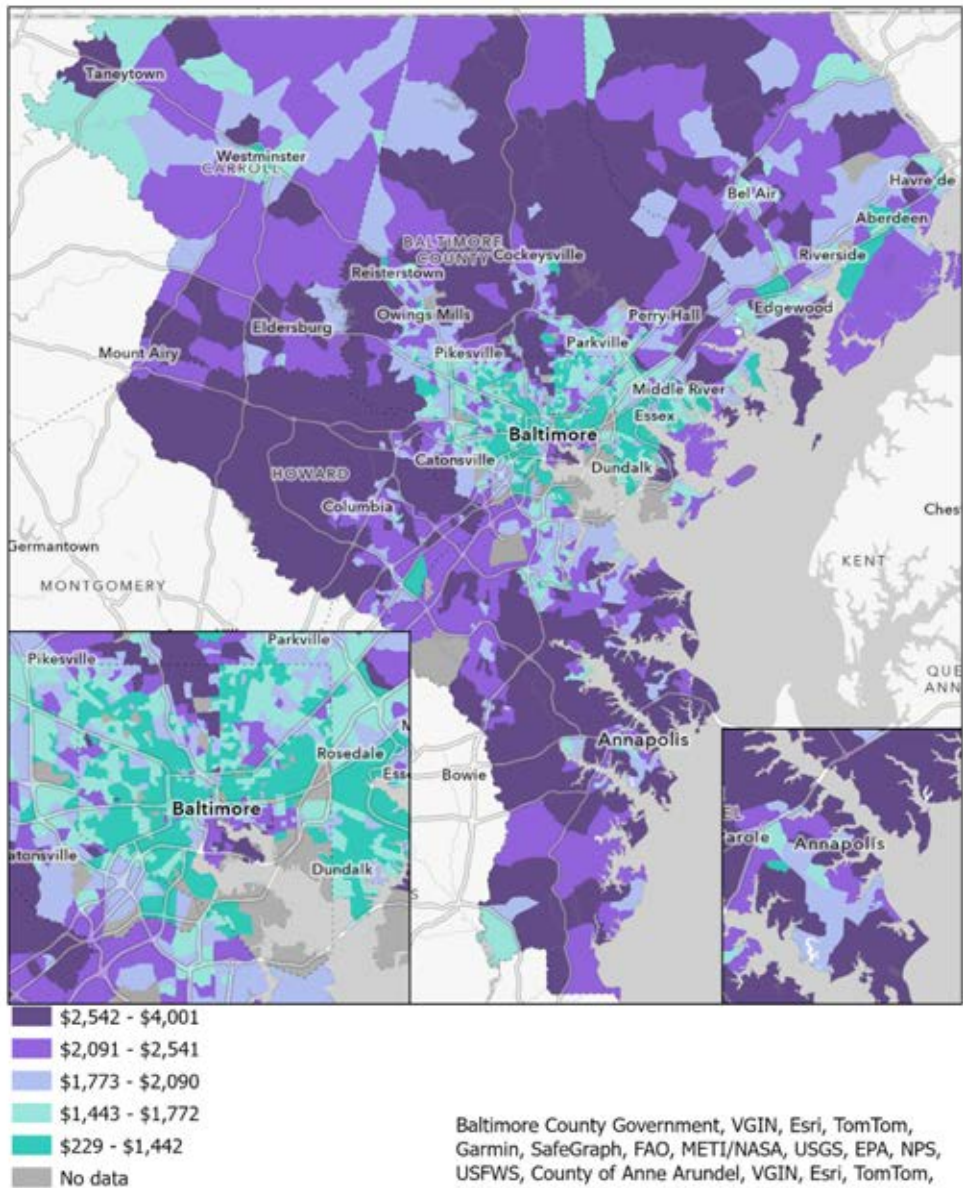 Taneytown
Westminster
CARROLL
Bel Air
Havre de
Aberdeen
BALTIMORE
COUNTY
Cockeysville
Riverside
Reisterstown
Edgewood
Owings Mills
Perry Hall
Eldersburg
Mount Airy
Pikesville
Parkville
Middle River
Essex
Baltimore
Catonsville
Dundalk
HOWARD
Columbia
Germantown
MONTGOMERY
Chest
KENT
QUE
ANN
Annapolis
Bowie
S
Pikesville
Parkville
Rosedale
Esse
Baltimore
atonsville
Dundalk
EL
Carole
Annapolis
$2,542 - $4,001
$2,091 - $2,541
$1,773 - $2,090
$1,443 - $1,772
$229 - $1,442
No data
Baltimore County Government, VGIN, Esri, TomTom,
Garmin, SafeGraph, FAO, METI/NASA, USGS, EPA, NPS,
USFWS, County of Anne Arundel, VGIN, Esri, TomTom,